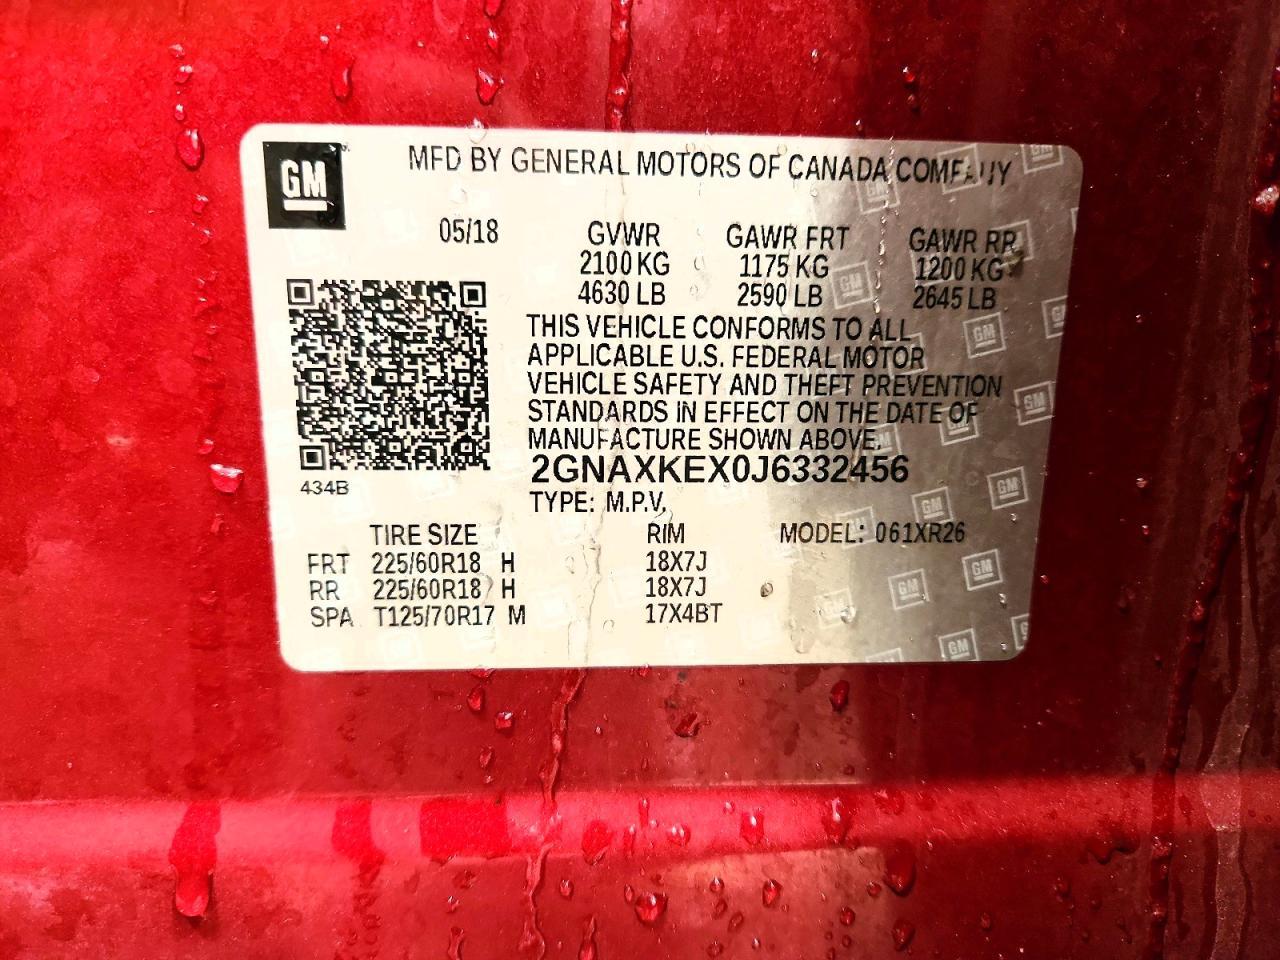 GM
MFD BY GENERAL MOTORS OF CANADA COMPANY
05/18 GVWR GAWR FRT GAWR RR
2100 KG 1175 KG 1200 KG
4630 LB 2590 LB 2645 LB
THIS VEHICLE CONFORMS TO ALL
APPLICABLE U.S. FEDERAL MOTOR
VEHICLE SAFETY AND THEFT PREVENTION
STANDARDS IN EFFECT ON THE DATE OF
MANUFACTURE SHOWN ABOVE.
2GNAXKEX0J6332456
434B
TYPE: M.P.V.
TIRE SIZE RIM MODEL: 061XR26
FRT 225/60R18 H 18X7J
RR 225/60R18 H 18X7J
SPA T125/70R17 M 17X4BT